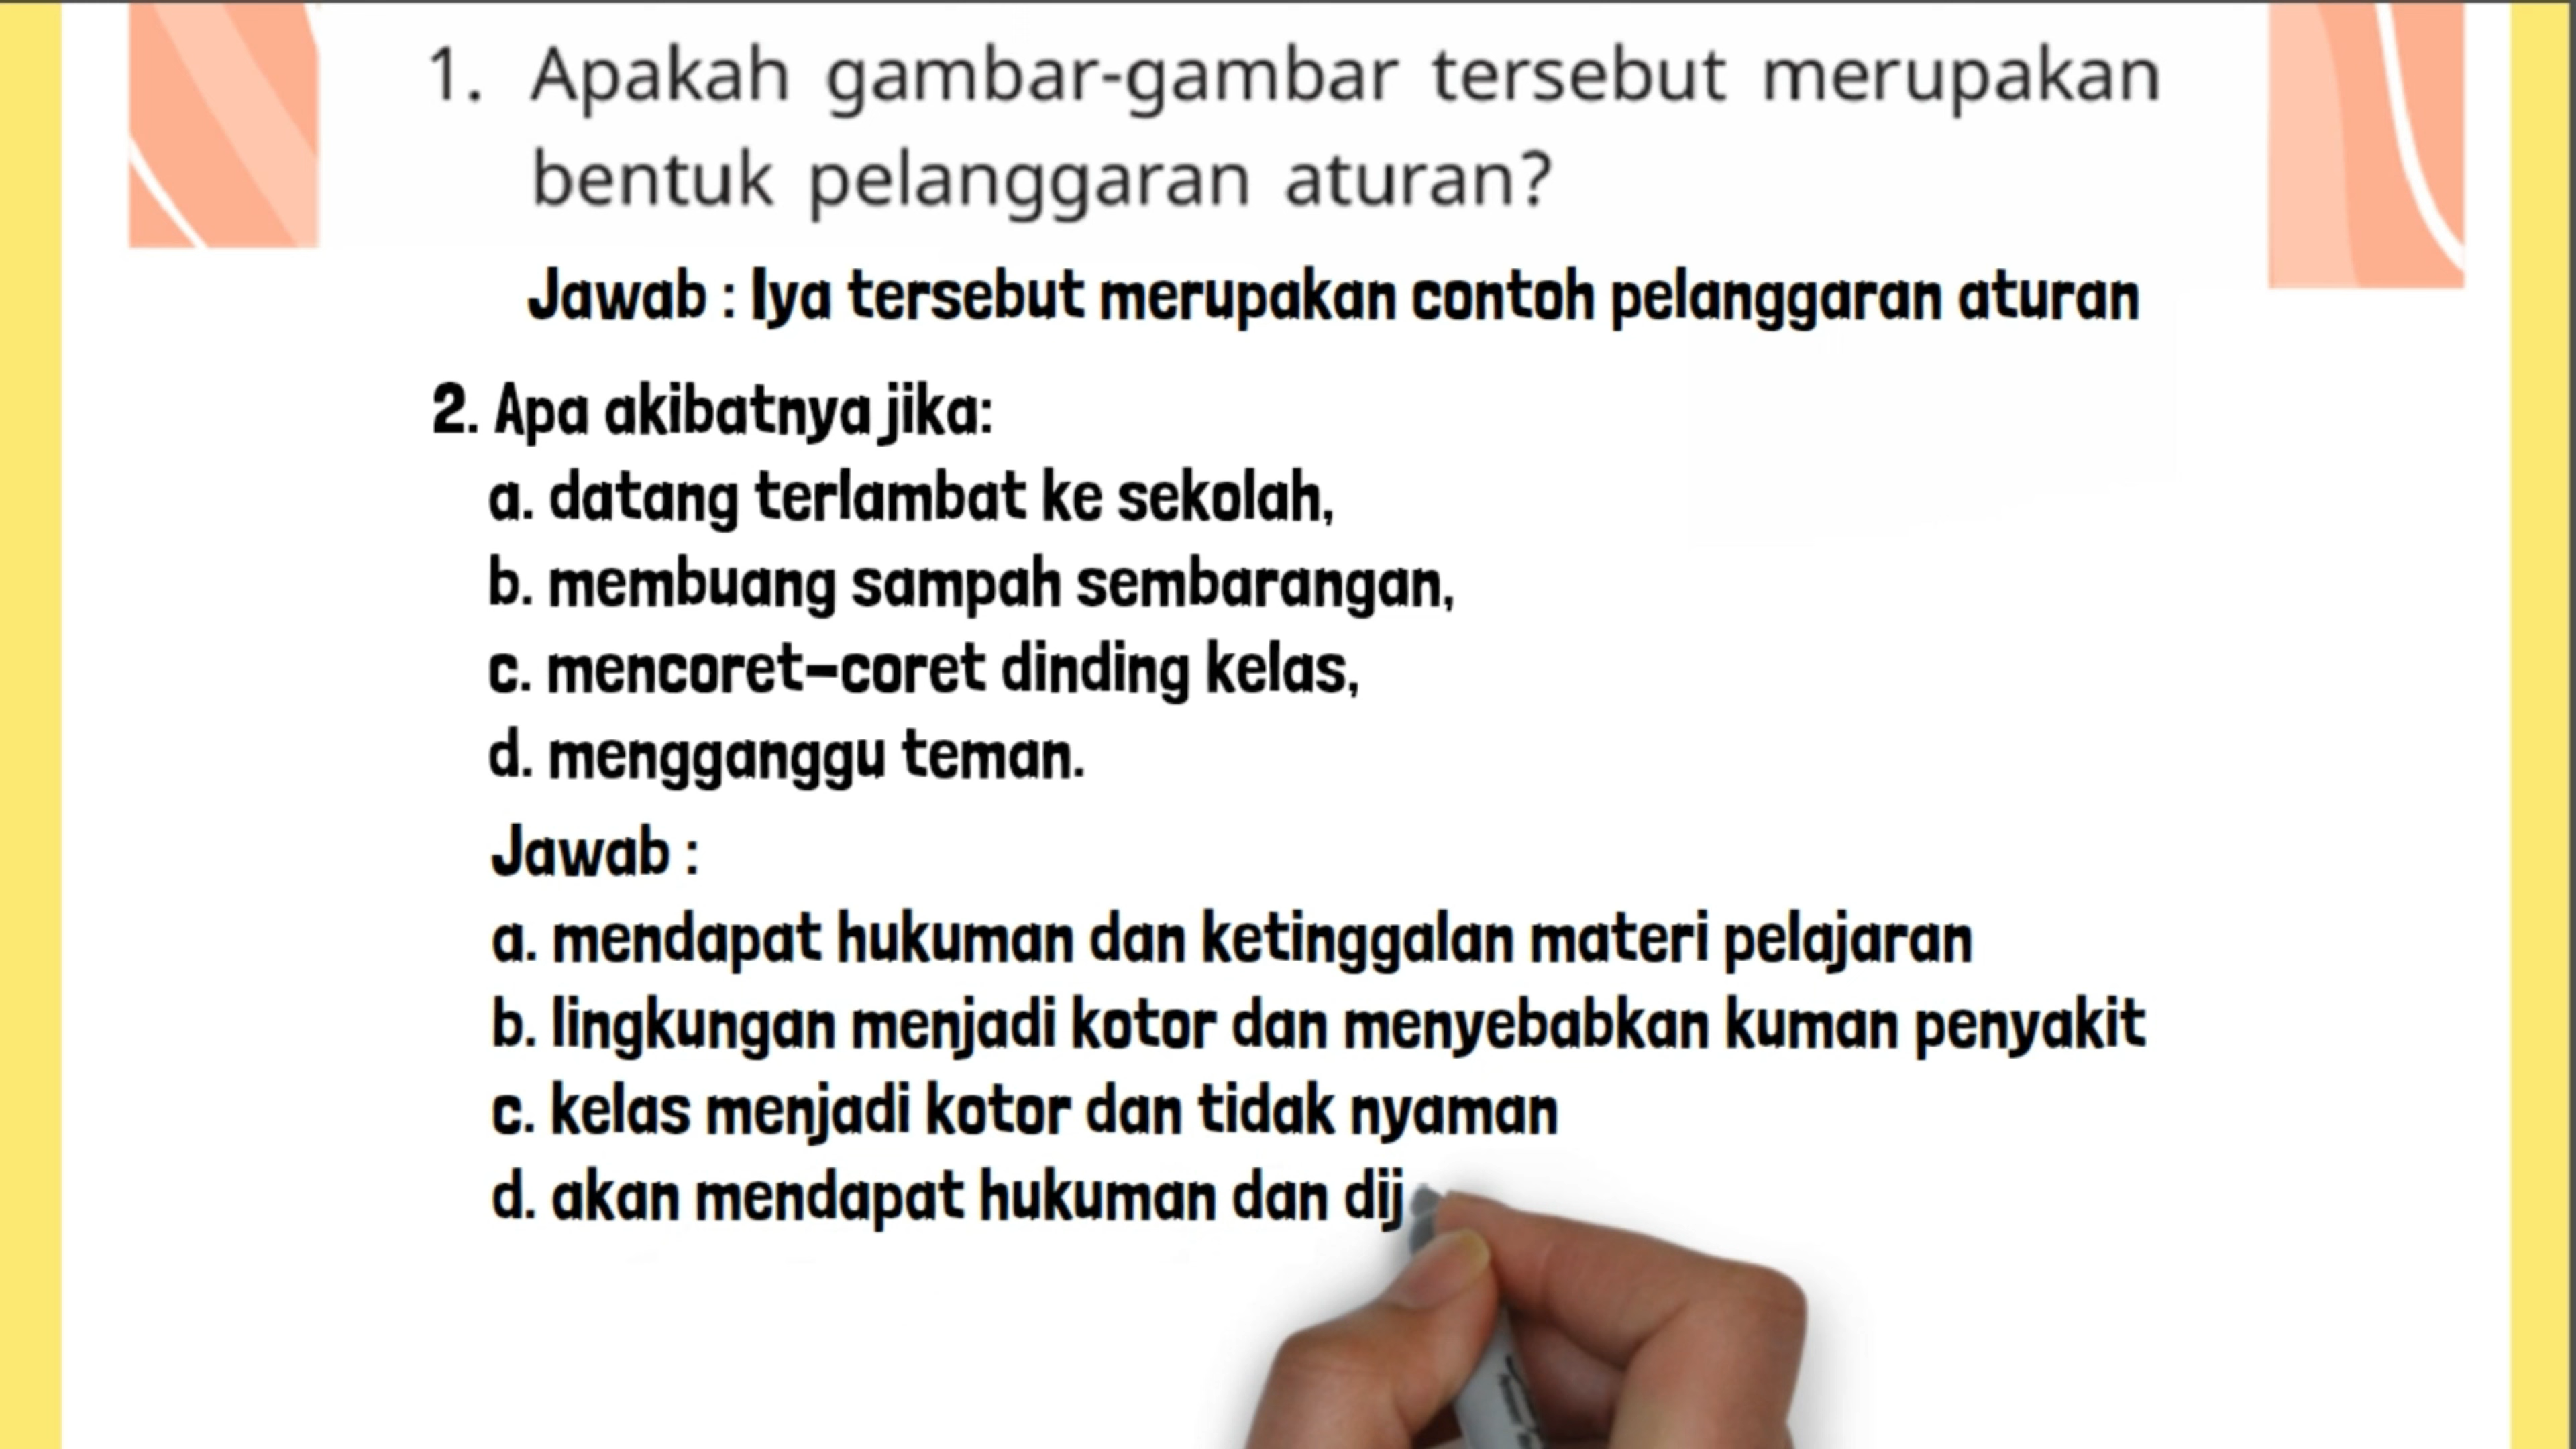 1. Apakah gambar-gambar tersebut merupakan
bentuk pelanggaran aturan?
Jawab : Iya tersebut merupakan contoh pelanggaran aturan
2. Apa akibatnya jika:
a. datang terlambat ke sekolah,
b. membuang sampah sembarangan,
c. mencoret-coret dinding kelas,
d. mengganggu teman.
Jawab :
a. mendapat hukuman dan ketinggalan materi pelajaran
b. lingkungan menjadi kotor dan menyebabkan kuman penyakit
c. kelas menjadi kotor dan tidak nyaman
d. akan mendapat hukuman dan dij